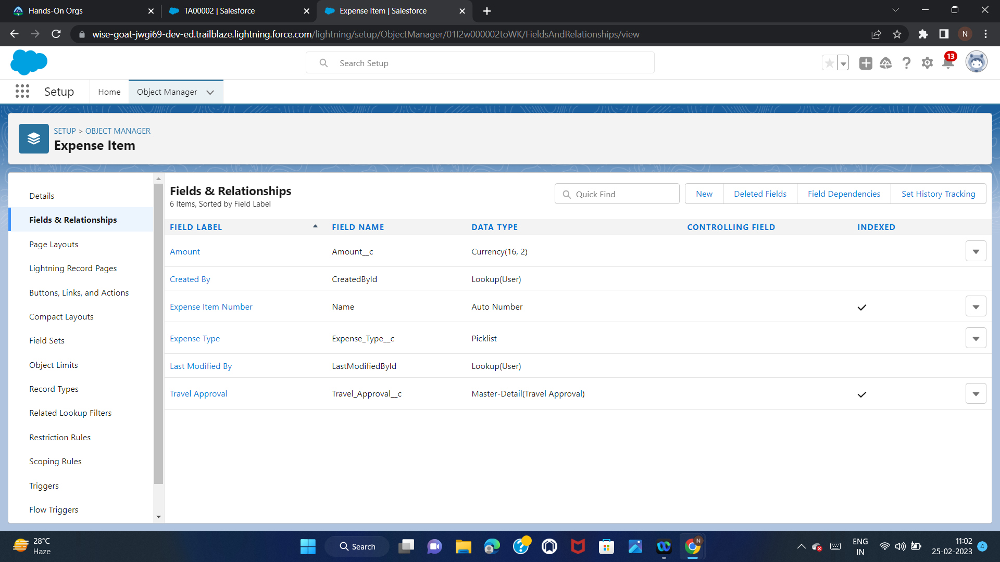 Hands-On Orgs
TA00002 | Salesforce
Expense Item | Salesforce
wise-goat-jwgi69-dev-ed.trailblaze.lightning.force.com/lightning/setup/ObjectManager/01I2w000002toWK/FieldsAndRelationships/view
N
Search Setup
13
Setup
Home
Object Manager
SETUP > OBJECT MANAGER
Expense Item
Details
Fields & Relationships
Page Layouts
Lightning Record Pages
Buttons, Links, and Actions
Compact Layouts
Field Sets
Object Limits
Record Types
Related Lookup Filters
Restriction Rules
Scoping Rules
Triggers
Flow Triggers
Fields & Relationships
6 Items, Sorted by Field Label
Quick Find
New
Deleted Fields
Field Dependencies
Set History Tracking
FIELD LABEL FIELD NAME DATA TYPE CONTROLLING FIELD INDEXED
Amount Amount__c Currency(16, 2)
Created By CreatedById Lookup(User)
Expense Item Number Name Auto Number
Expense Type Expense_Type__c Picklist
Last Modified By LastModifiedById Lookup(User)
Travel Approval Travel_Approval__c Master-Detail(Travel Approval)
28°C
Haze
Search
N
ENG
IN
11:02
25-02-2023
4